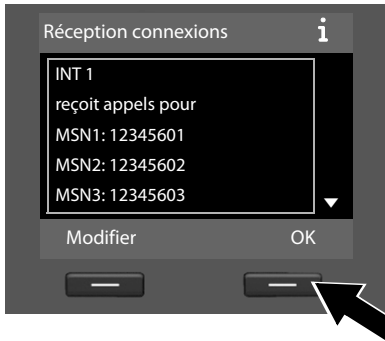 Réception connexions i
INT 1
reçoit appels pour
MSN1: 12345601
MSN2: 12345602
MSN3: 12345603
Modifier OK